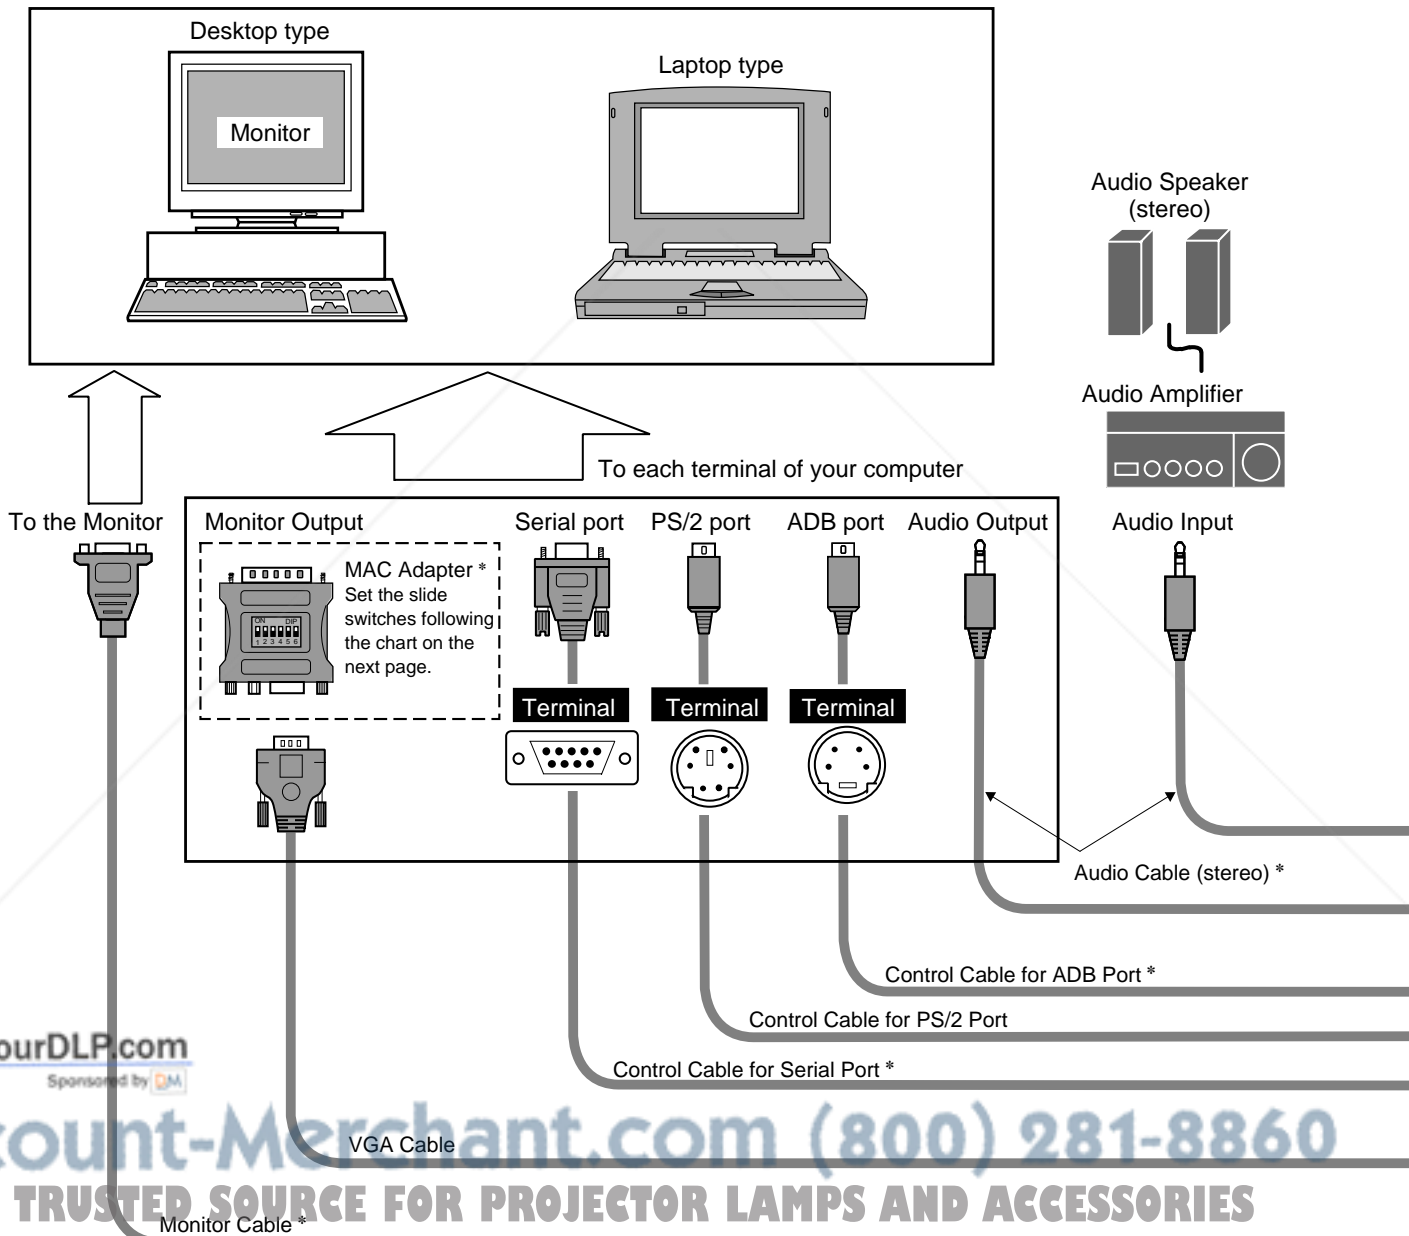 Desktop type
Monitor
Laptop type
Audio Speaker
(stereo)
Audio Amplifier
To each terminal of your computer
To the Monitor
Monitor Output
Serial port
PS/2 port
ADB port
Audio Output
Audio Input
MAC Adapter *
Set the slide
switches following
the chart on the
next page.
ON DIP
1 2 3 4 5 6
Terminal
Terminal
Terminal
Audio Cable (stereo) *
Control Cable for ADB Port *
Control Cable for PS/2 Port
Control Cable for Serial Port *
ourDLP.com
Sponsored by DM
VGA Cable
count-Merchant.com (800) 281-8860
TRUSTED SOURCE FOR PROJECTOR LAMPS AND ACCESSORIES
Monitor Cable *